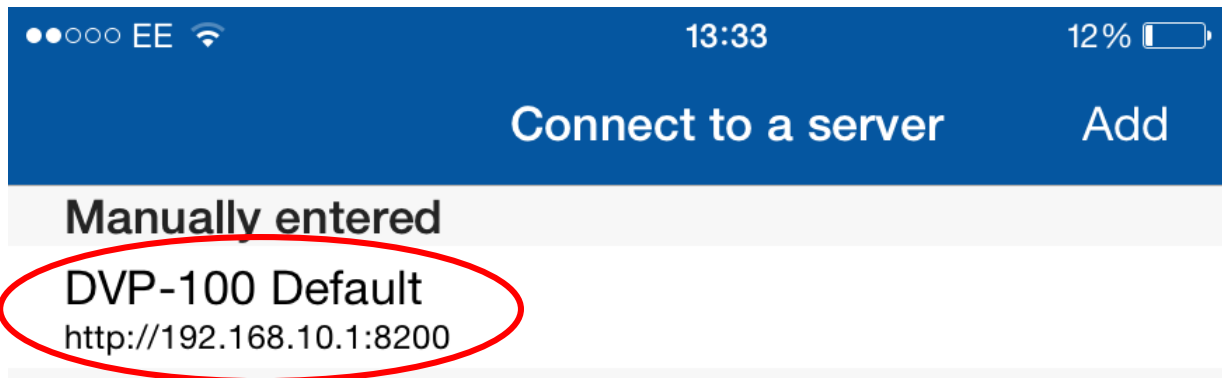 EE 13:33 12%
Connect to a server Add
Manually entered
DVP-100 Default
http://192.168.10.1:8200